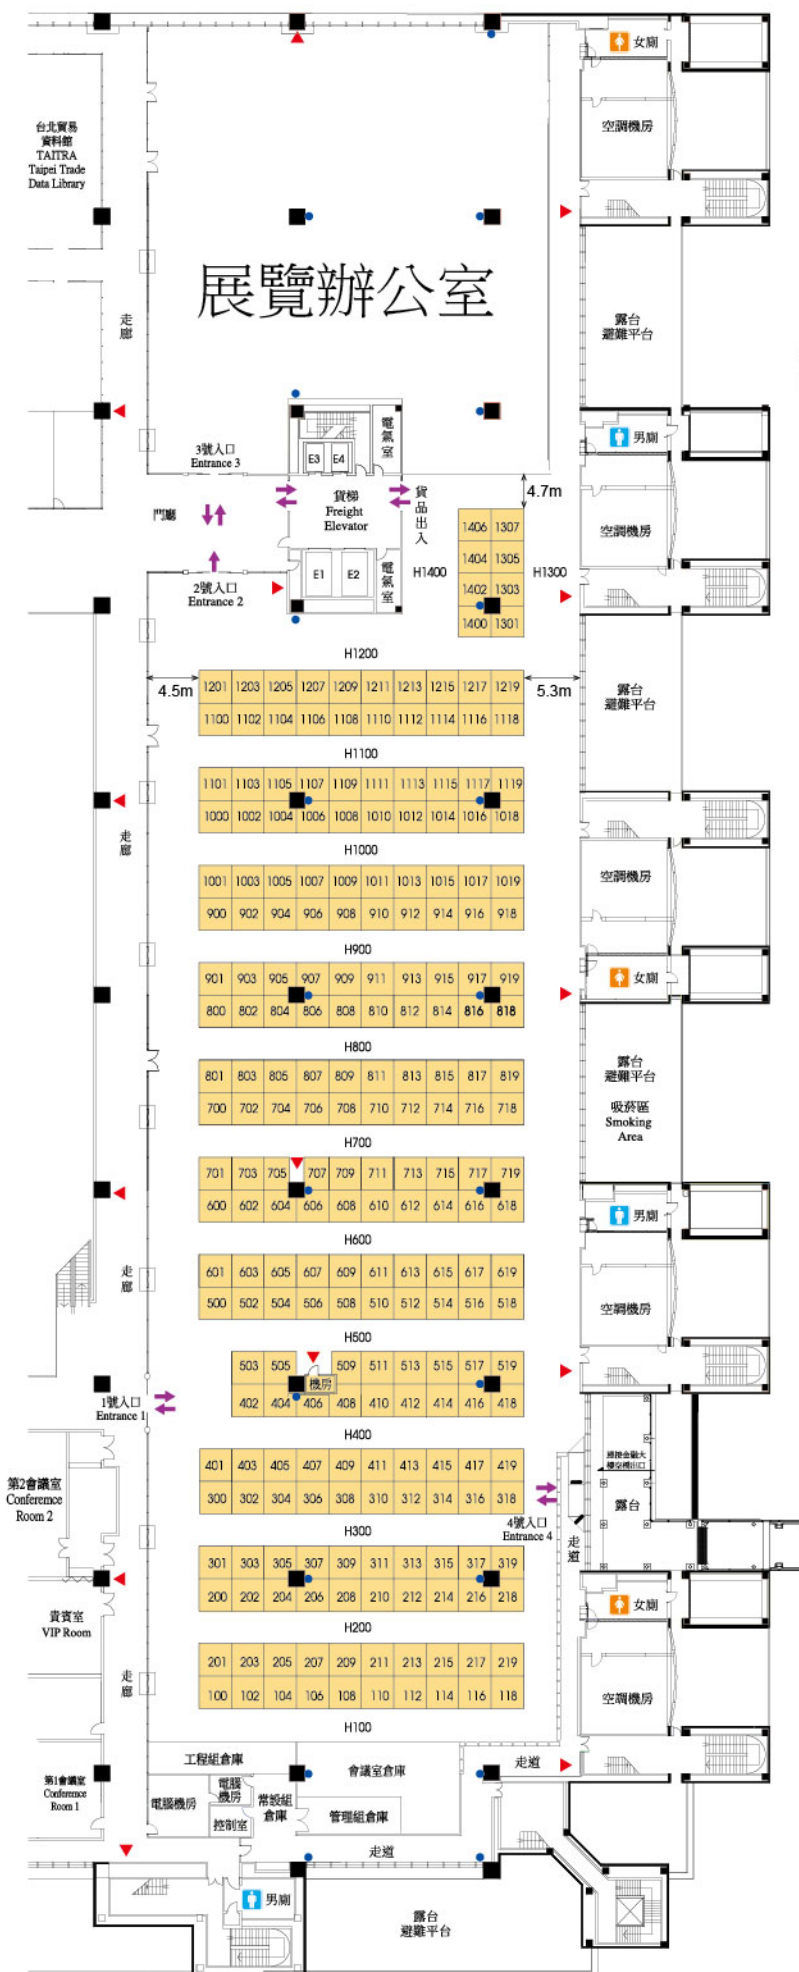 女廁
空調機房
台北貿易
資料館
TAITRA
Taipei Trade
Data Library
展覽辦公室
走廊
露台
避難平台
男廁
電氣室
E3 E4
3號入口
Entrance 3
貨梯
Freight
Elevator
貨品出入
4.7m
門廳
空調機房
1406 1307
1404 1305
H1400
H1300
1402 1303
1400 1301
E1 E2
電氣室
2號入口
Entrance 2
H1200
4.5m
5.3m
露台
避難平台
1201 1203 1205 1207 1209 1211 1213 1215 1217 1219
1100 1102 1104 1106 1108 1110 1112 1114 1116 1118
H1100
1101 1103 1105 1107 1109 1111 1113 1115 1117 1119
1000 1002 1004 1006 1008 1010 1012 1014 1016 1018
走廊
H1000
1001 1003 1005 1007 1009 1011 1013 1015 1017 1019
900 902 904 906 908 910 912 914 916 918
空調機房
H900
901 903 905 907 909 911 913 915 917 919
800 802 804 806 808 810 812 814 816 818
女廁
H800
801 803 805 807 809 811 813 815 817 819
700 702 704 706 708 710 712 714 716 718
露台
避難平台
吸菸區
Smoking
Area
H700
701 703 705 707 709 711 713 715 717 719
600 602 604 606 608 610 612 614 616 618
男廁
H600
601 603 605 607 609 611 613 615 617 619
500 502 504 506 508 510 512 514 516 518
走廊
空調機房
H500
503 505 509 511 513 515 517 519
機房
402 404 406 408 410 412 414 416 418
1號入口
Entrance 1
H400
401 403 405 407 409 411 413 415 417 419
300 302 304 306 308 310 312 314 316 318
第2會議室
Conference
Room 2
露台
4號入口
Entrance 4
走道
H300
301 303 305 307 309 311 313 315 317 319
200 202 204 206 208 210 212 214 216 218
女廁
貴賓室
VIP Room
H200
201 203 205 207 209 211 213 215 217 219
100 102 104 106 108 110 112 114 116 118
走廊
空調機房
H100
工程組倉庫
會議室倉庫
走道
第1會議室
Conference
Room 1
電腦機房
電腦
機房
常設組
倉庫
管理組倉庫
控制室
走道
男廁
露台
避難平台